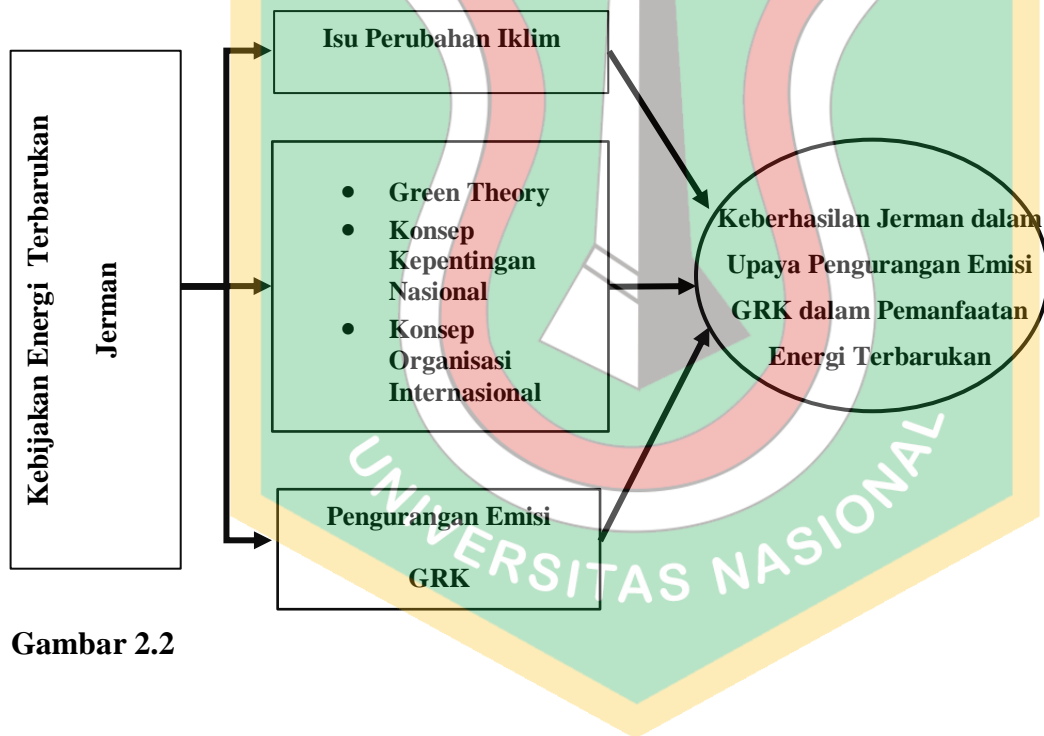 Kebijakan Energi Terbarukan
Jerman
Isu Perubahan Iklim
• Green Theory
• Konsep
Kepentingan
Nasional
• Konsep
Organisasi
Internasional
Pengurangan Emisi
GRK
Keberhasilan Jerman dalam
Upaya Pengurangan Emisi
GRK dalam Pemanfaatan
Energi Terbarukan
UNIVERSITAS NASIONAL
Gambar 2.2